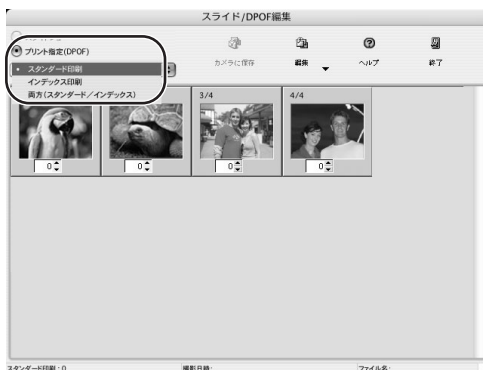 スライド/DPOF編集
プリント指定(DPOF)
• スタンダード印刷
インデックス印刷
両方(スタンダード/インデックス)
カメラに保存
編集
ヘルプ
終了
3/4
4/4
0
0
0
0
スタンダード印刷:0
撮影日時:
ファイル名: